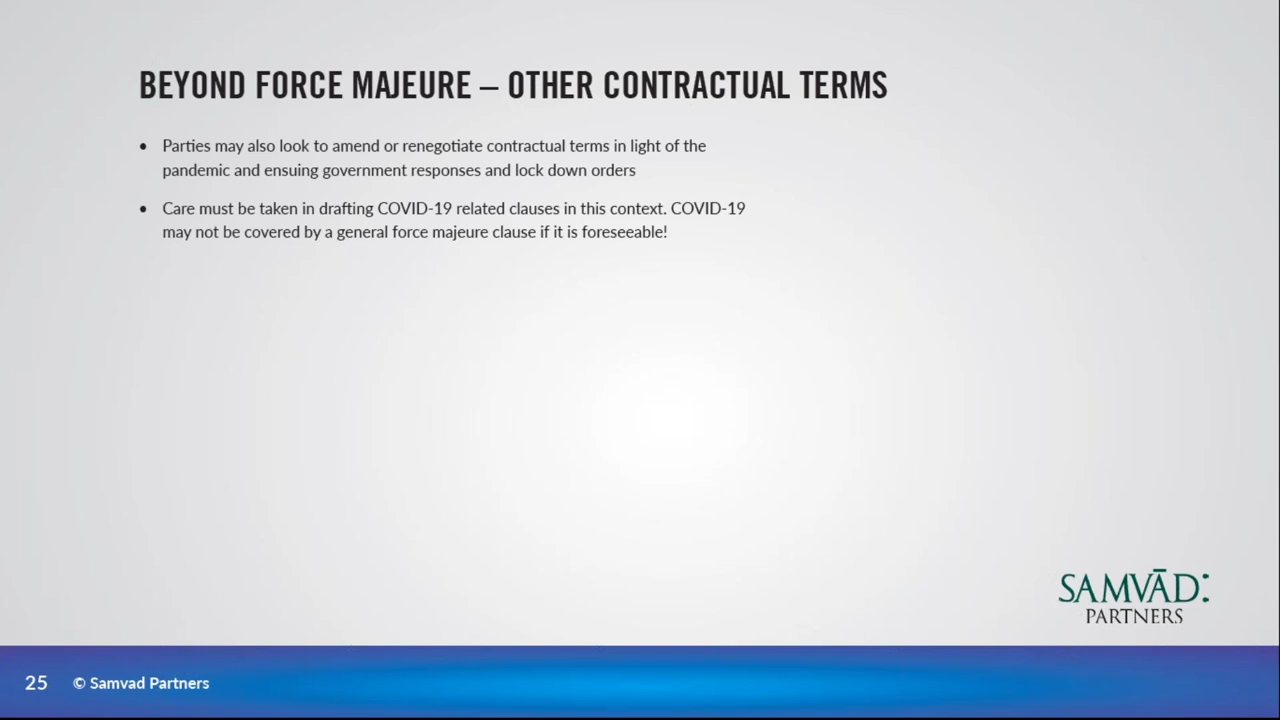 BEYOND FORCE MAJEURE – OTHER CONTRACTUAL TERMS
• Parties may also look to amend or renegotiate contractual terms in light of the
pandemic and ensuing government responses and lock down orders
• Care must be taken in drafting COVID-19 related clauses in this context. COVID-19
may not be covered by a general force majeure clause if it is foreseeable!
SAMVĀD:
PARTNERS
25 © Samvad Partners